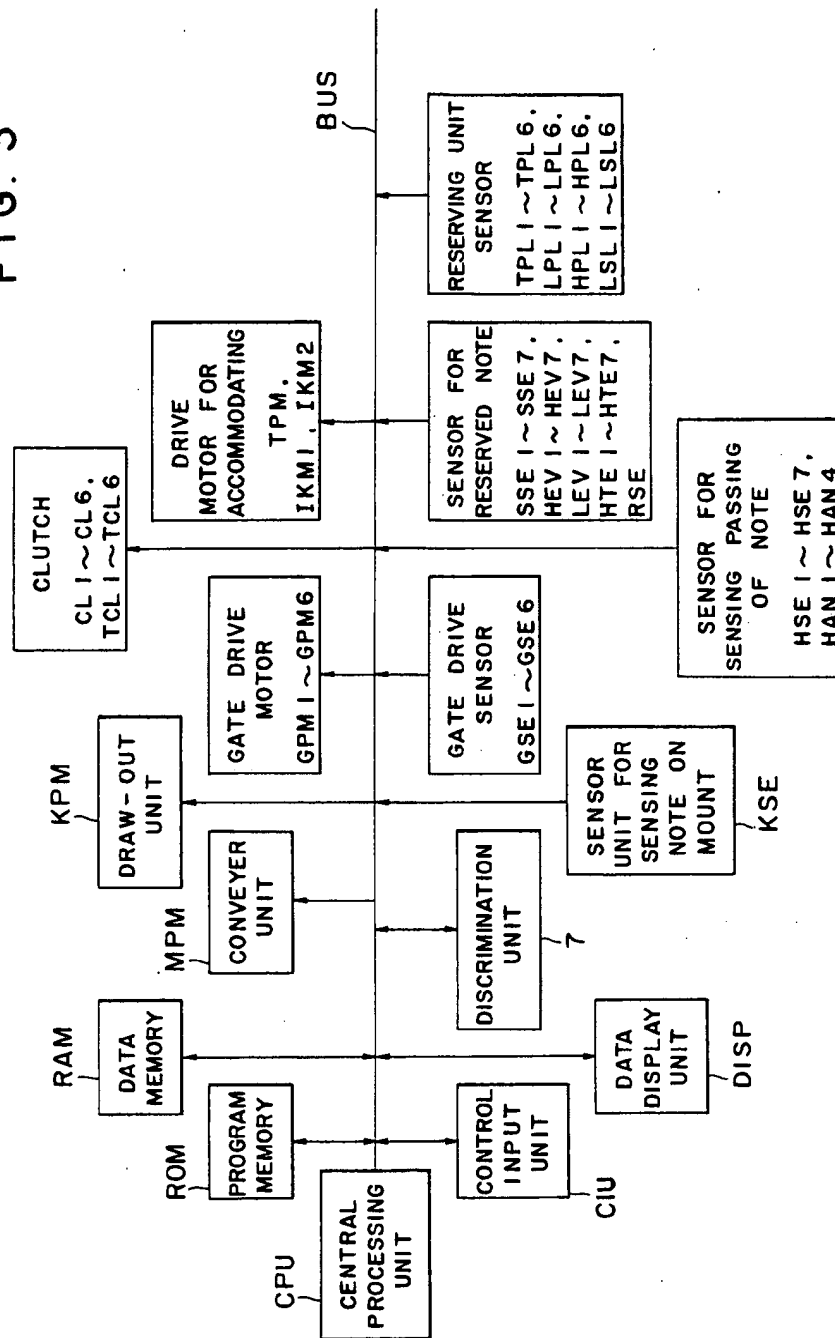 FIG.
BUS
CLUTCH
CL1~CL6,
TCL1~TCL6
DRIVE
MOTOR FOR
ACCOMMODATING
TPM,
IKM1, IKM2
KPM
DRAW-OUT
UNIT
GATE DRIVE
MOTOR
GPM1~GPM6
MPM
CONVEYER
UNIT
RAM
DATA
MEMORY
ROM
PROGRAM
MEMORY
CPU
CENTRAL
PROCESSING
UNIT
CONTROL
INPUT
UNIT
CIU
DATA
DISPLAY
UNIT
DISP
DISCRIMINATION
UNIT
7
SENSOR
UNIT FOR
SENSING
NOTE ON
MOUNT
KSE
GATE DRIVE
SENSOR
GSE1~GSE6
SENSOR FOR
SENSING PASSING
OF NOTE
HSE1~HSE7,
HAN1~HAN4
SENSOR FOR
RESERVED NOTE
SSE1~SSE7,
HEV1~HEV7,
LEV1~LEV7,
HTE1~HTE7,
RSE
RESERVING UNIT
SENSOR
TPL1~TPL6,
LPL1~LPL6,
HPL1~HPL6,
LSL1~LSL6